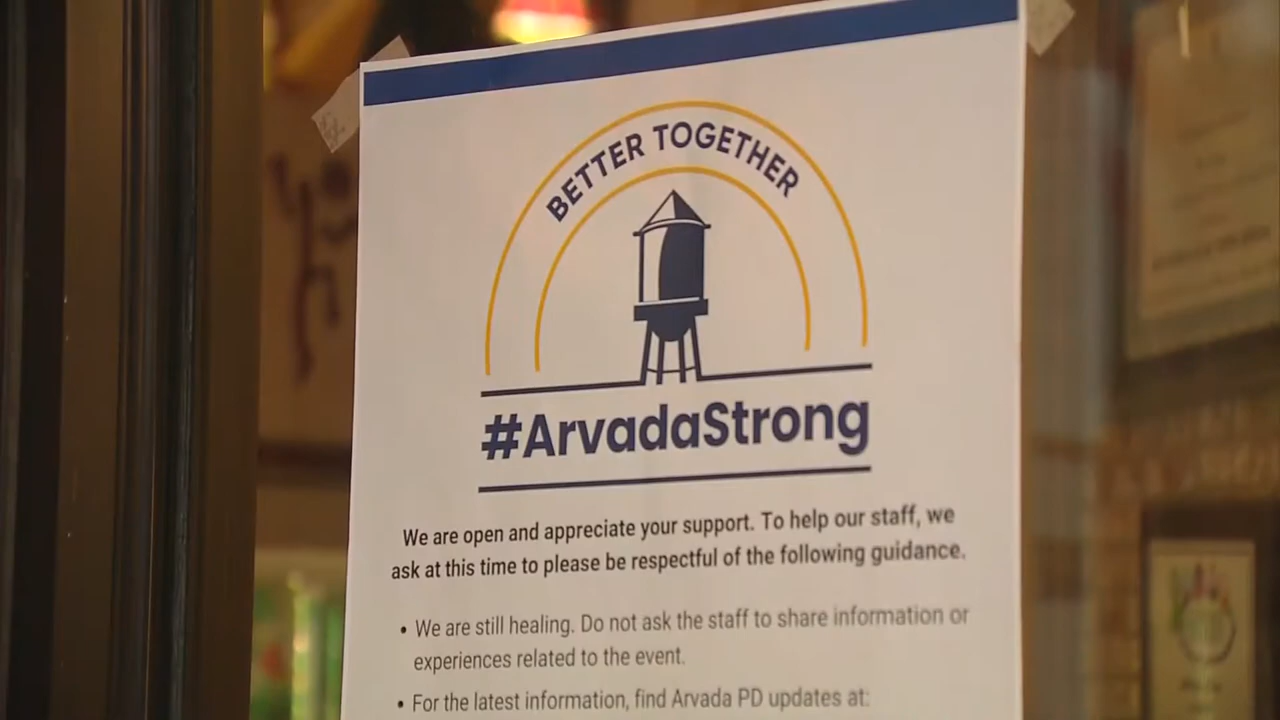 BETTER TOGETHER
#ArvadaStrong
We are open and appreciate your support. To help our staff, we
ask at this time to please be respectful of the following guidance.
• We are still healing. Do not ask the staff to share information or
experiences related to the event.
• For the latest information, find Arvada PD updates at: